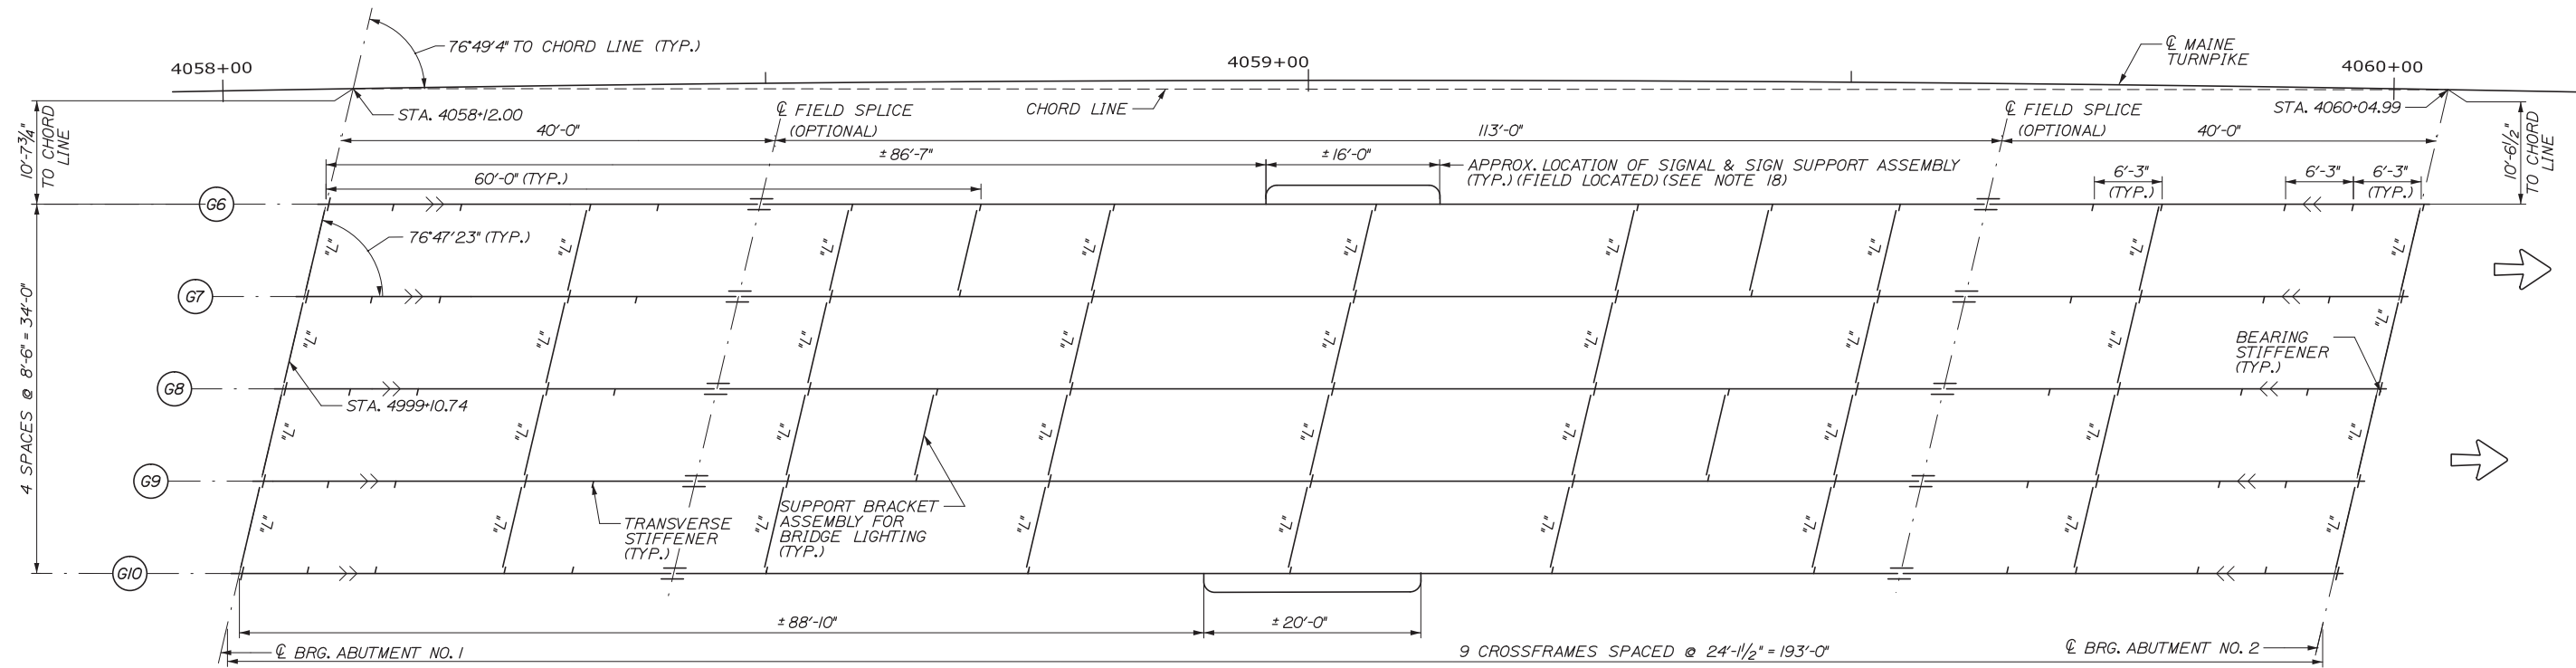 76°49'4" TO CHORD LINE (TYP.)
4058+00
4059+00
℄ MAINE
TURNPIKE
4060+00
10'-7¾"
TO CHORD
LINE
STA. 4058+12.00
℄ FIELD SPLICE
(OPTIONAL)
CHORD LINE
℄ FIELD SPLICE
(OPTIONAL)
STA. 4060+04.99
10'-6½"
TO CHORD
LINE
40'-0"
113'-0"
40'-0"
±86'-7"
±16'-0"
APPROX. LOCATION OF SIGNAL & SIGN SUPPORT ASSEMBLY
(TYP.) (FIELD LOCATED) (SEE NOTE 18)
60'-0" (TYP.)
6'-3"
(TYP.)
6'-3"
6'-3"
(TYP.)
G6
76°47'23" (TYP.)
"L" "L" "L" "L" "L" "L" "L" "L" "L"
G7
4 SPACES @ 8'-6" = 34'-0"
"L" "L" "L" "L" "L" "L" "L" "L" "L"
BEARING
STIFFENER
(TYP.)
G8
STA. 4999+10.74
"L" "L" "L" "L" "L" "L" "L" "L" "L"
G9
"L" "L" "L" "L" "L" "L" "L" "L" "L"
TRANSVERSE
STIFFENER
(TYP.)
SUPPORT BRACKET
ASSEMBLY FOR
BRIDGE LIGHTING
(TYP.)
G10
±88'-10"
±20'-0"
℄ BRG. ABUTMENT NO. 1
9 CROSSFRAMES SPACED @ 24'-1½" = 193'-0"
℄ BRG. ABUTMENT NO. 2